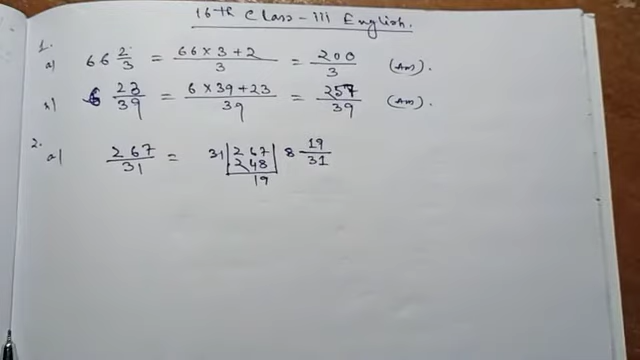 16th Class - III English.
1.
a) 66 2/3 = 66 × 3 + 2 / 3 = 200 / 3 (Ans).
6 23/39 = 6 × 39 + 23 / 39 = 257 / 39 (Ans).
2.
a) 267 / 31 = 31 | 267 | 8 19/31
248
19